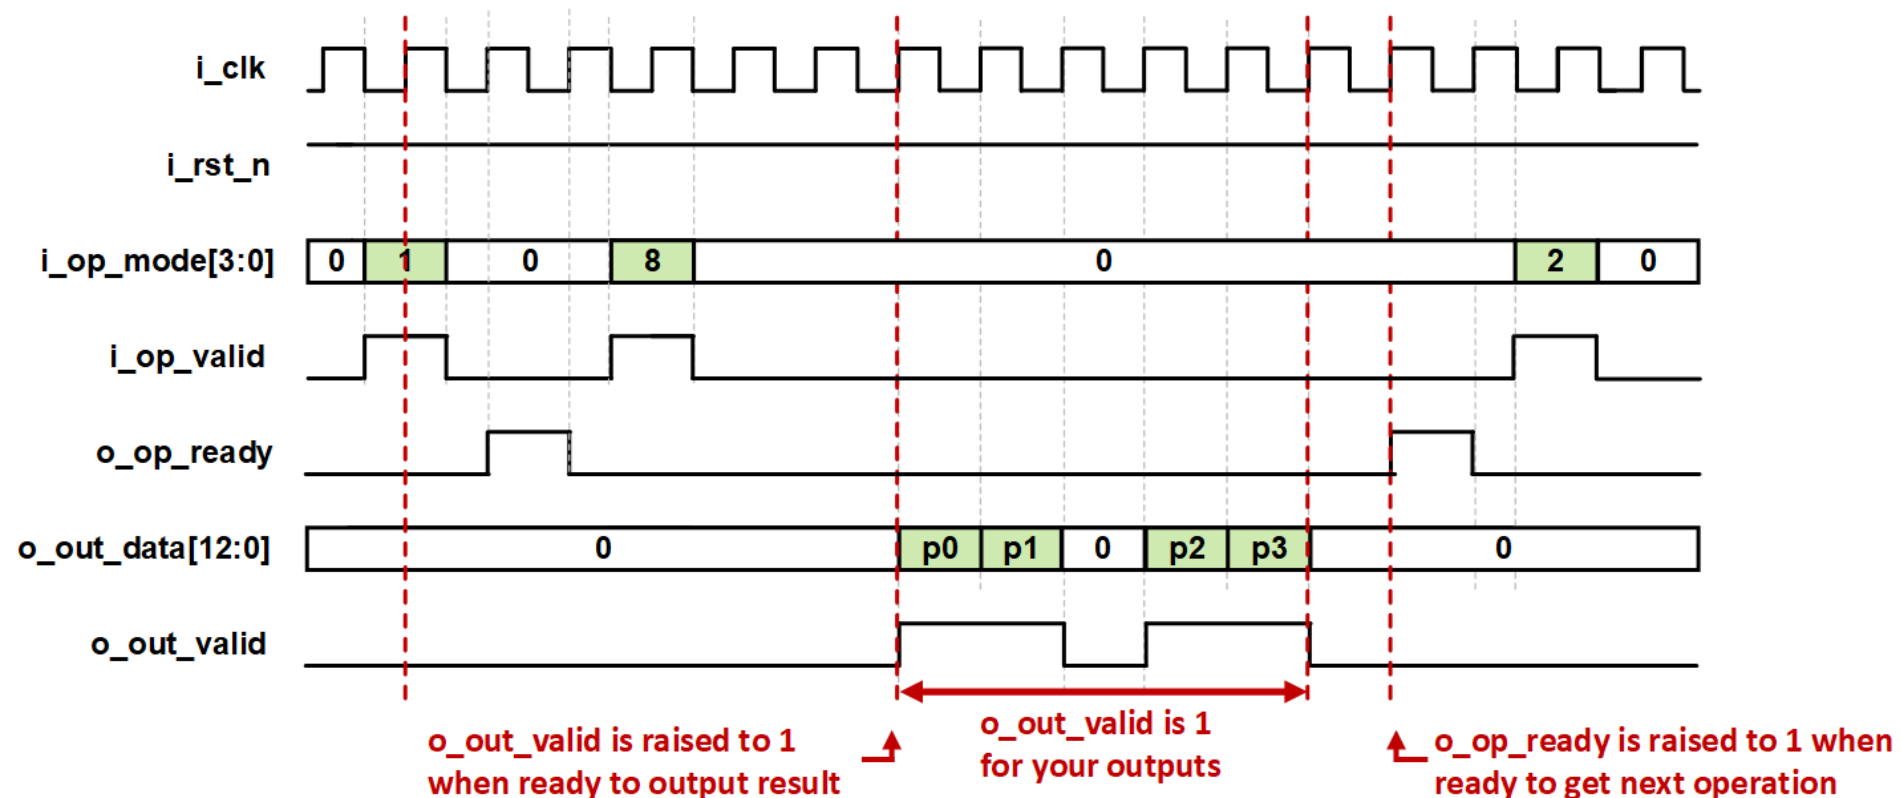 i_clk
i_rst_n
i_op_mode[3:0] 0 1 0 8 0 2 0
i_op_valid
o_op_ready
o_out_data[12:0] 0 p0 p1 0 p2 p3 0
o_out_valid
o_out_valid is raised to 1
when ready to output result
o_out_valid is 1
for your outputs
o_op_ready is raised to 1 when
ready to get next operation